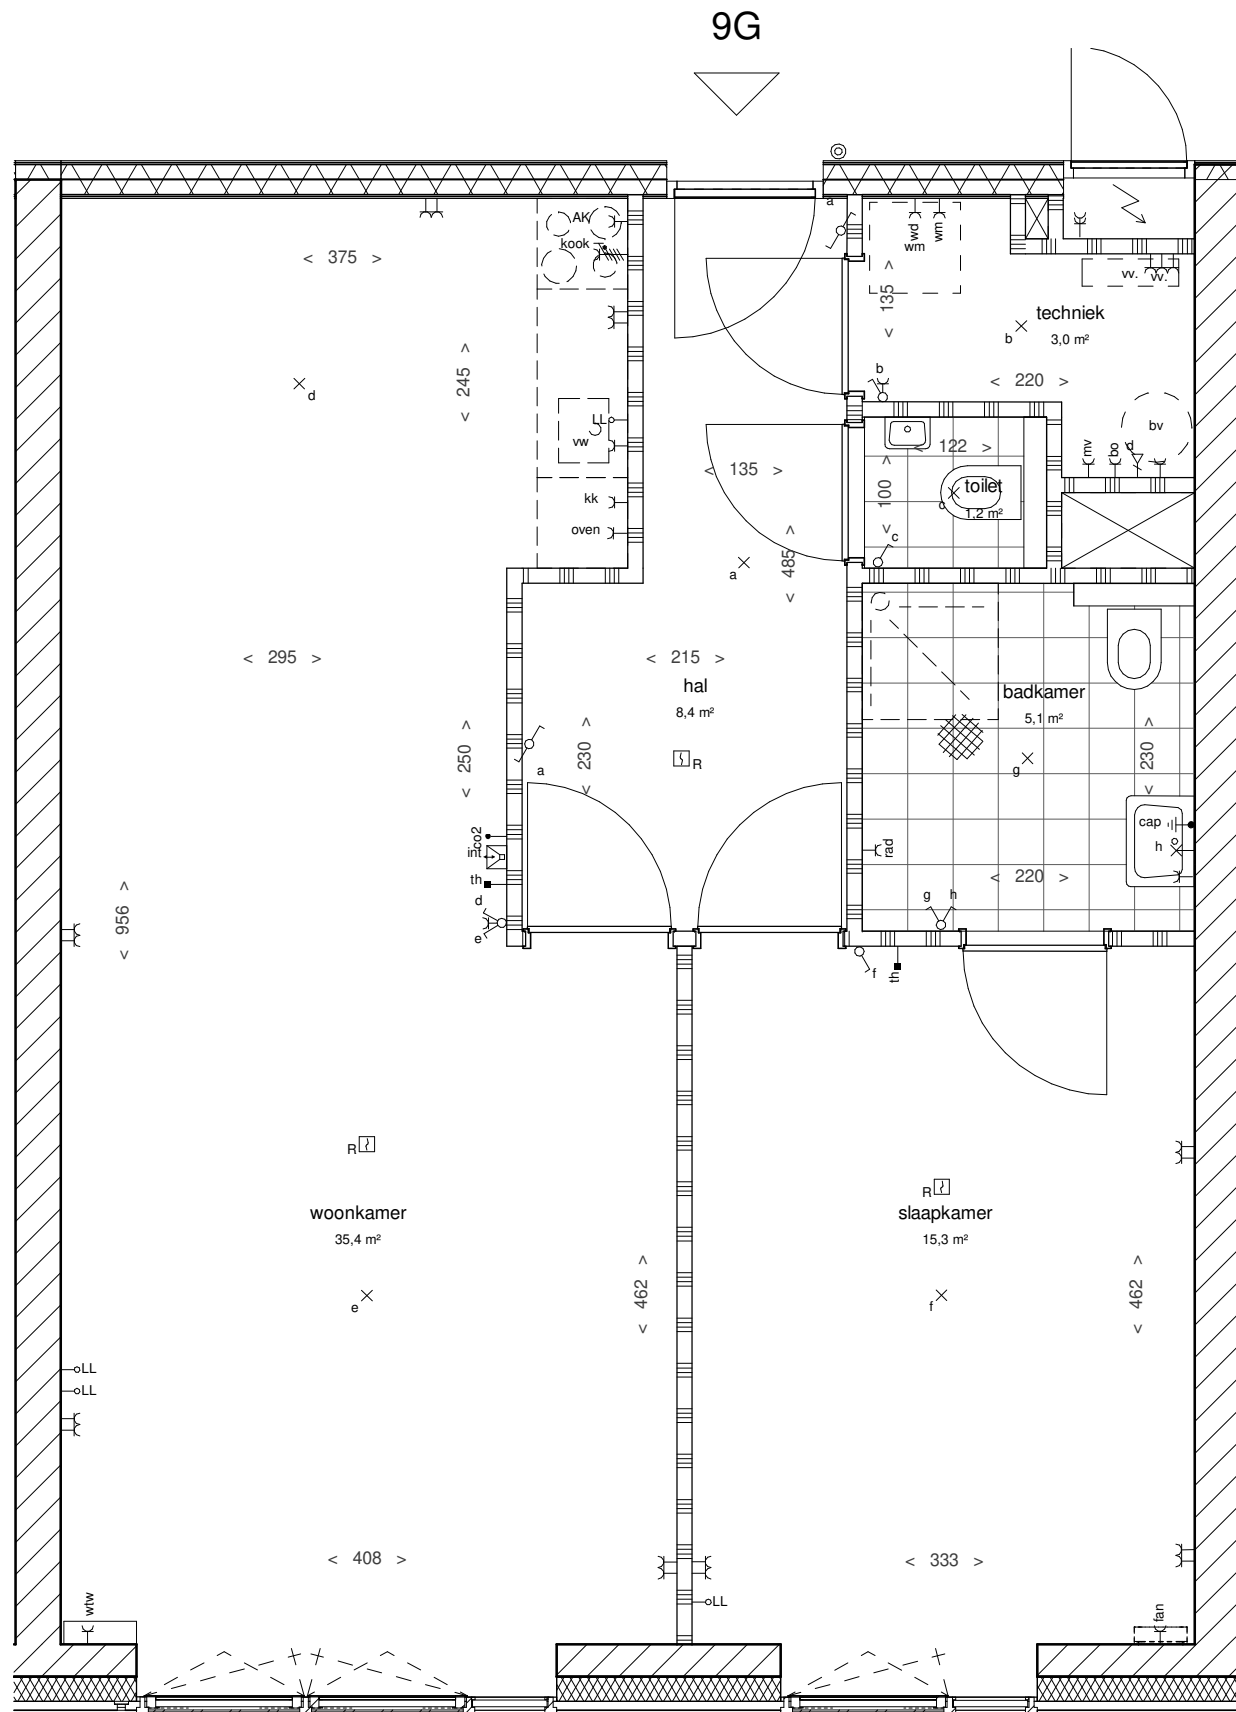 9G
a
AK
wd
wm
wm
kook
< 375 >
vv.
vv.
< 135 >
techniek
3,0 m²
b
d
< 245 >
b
< 220 >
LL
vw
bv
< 122 >
mv
bo
d
< 135 >
< 100 >
toilet
1,2 m²
c
kk
oven
c
a
< 485 >
< 295 >
< 215 >
hal
8,4 m²
badkamer
5,1 m²
< 250 >
< 230 >
< 230 >
R
g
a
co2
int
th
d
e
cap
h
rad
< 220 >
g h
< 956 >
f
th
R
R
woonkamer
35,4 m²
slaapkamer
15,3 m²
< 462 >
< 462 >
e
f
LL
LL
< 408 >
< 333 >
wtw
LL
fan